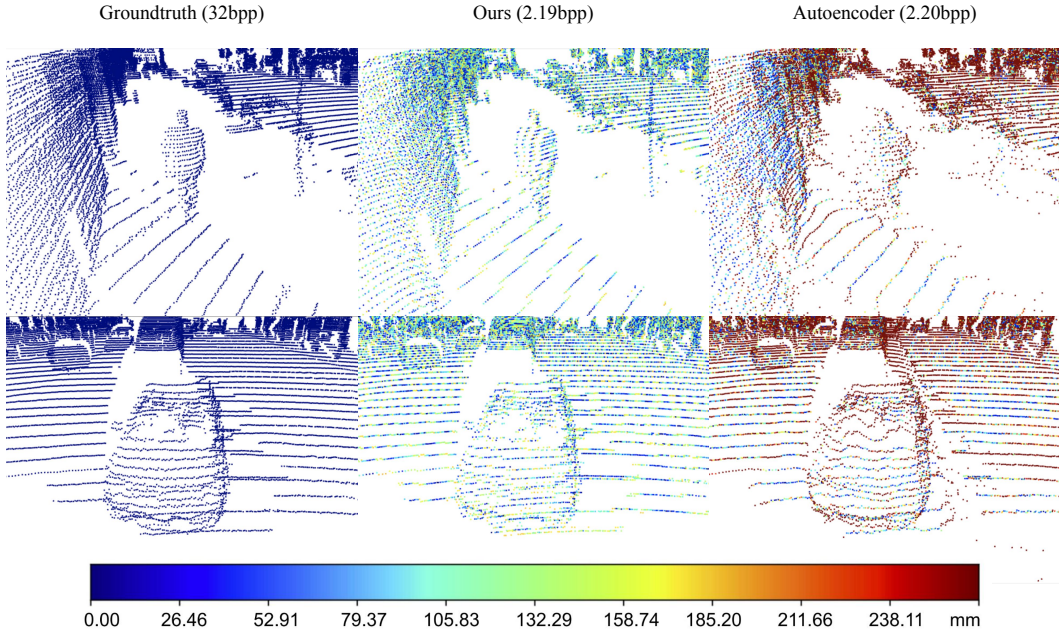 Groundtruth (32bpp) Ours (2.19bpp) Autoencoder (2.20bpp)
0.00 26.46 52.91 79.37 105.83 132.29 158.74 185.20 211.66 238.11 mm